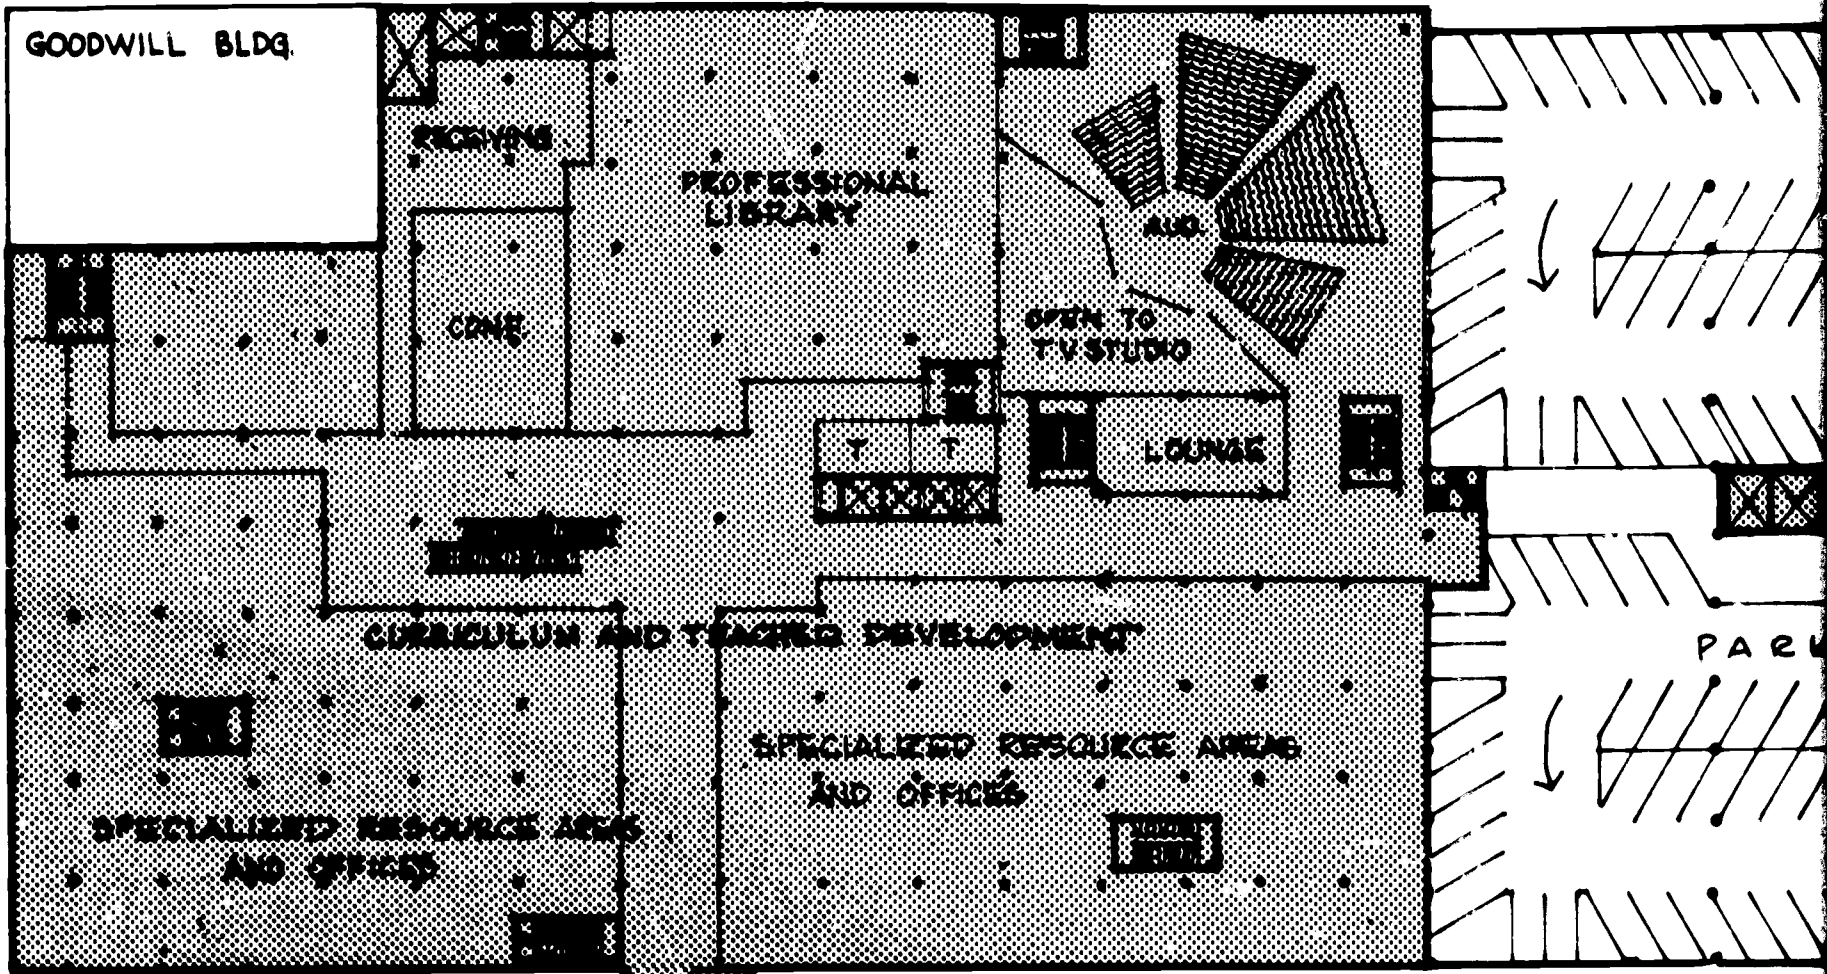 GOODWILL BLDG.
RECEIVING
PROFESSIONAL
LIBRARY
AUD.
CONF.
OPEN TO
TV STUDIO
T T
LOUNGE
CURRICULUM AND TEACHER DEVELOPMENT
PARK
SPECIALIZED RESOURCE AREAS
AND OFFICES
SPECIALIZED RESOURCE AREAS
AND OFFICES